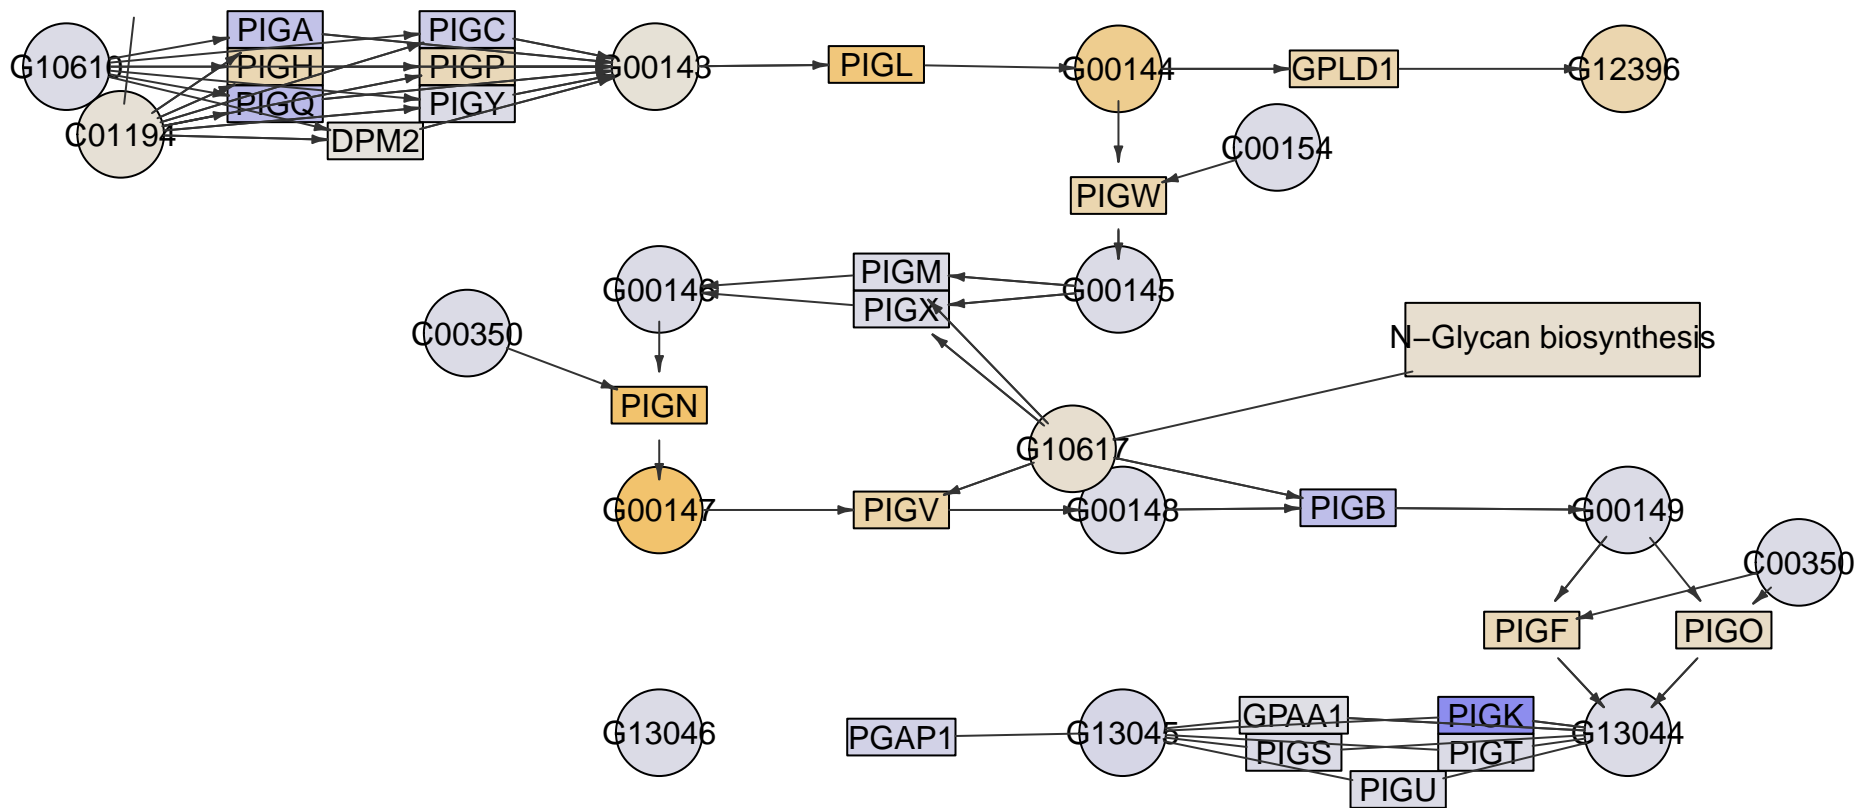 PIGA
PIGC
G10610
PIGH
PIGP
G00143
PIGL
G00144
GPLD1
G12396
PIGQ
PIGY
C01194
DPM2
C00154
PIGW
PIGM
G00146
G00145
PIGX
C00350
N−Glycan biosynthesis
PIGN
G10617
G00147
PIGV
G00148
PIGB
G00149
C00350
PIGF
PIGO
GPAA1
PIGK
G13046
PGAP1
G13045
G13044
PIGS
PIGT
PIGU